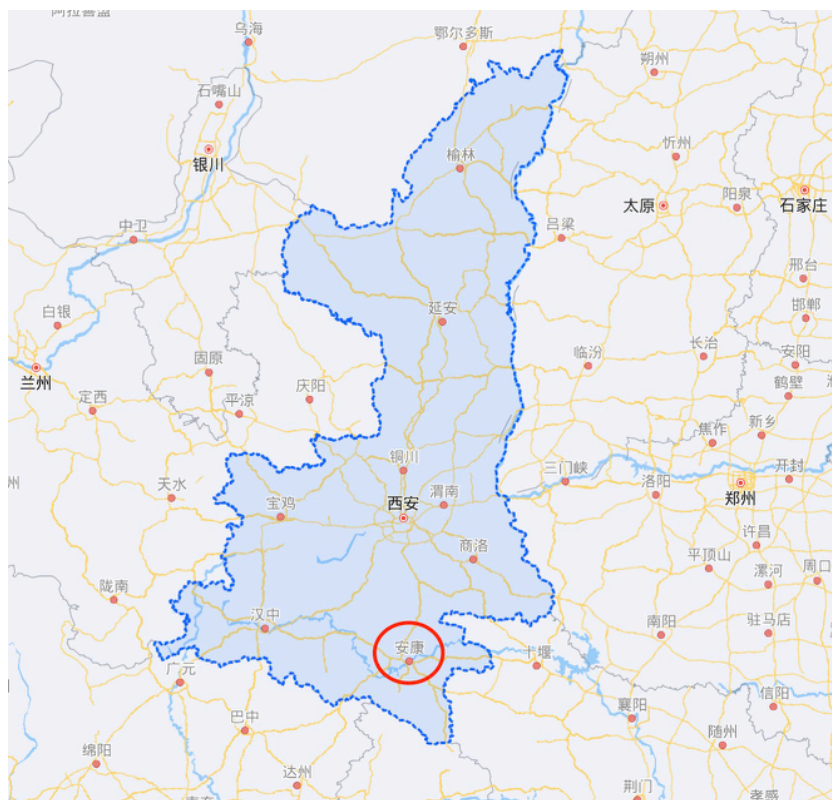 乌海
鄂尔多斯
朔州
石嘴山
忻州
银川
榆林
阳泉
石家庄
太原
吕梁
中卫
邢台
白银
延安
邯郸
长治
安阳
固原
临汾
兰州
庆阳
鹤壁
定西
平凉
焦作
新乡
铜川
三门峡
开封
天水
宝鸡
西安
渭南
洛阳
郑州
许昌
商洛
平顶山
漯河
周口
陇南
汉中
南阳
驻马店
安康
十堰
广元
信阳
巴中
襄阳
随州
绵阳
达州
荆门
孝感